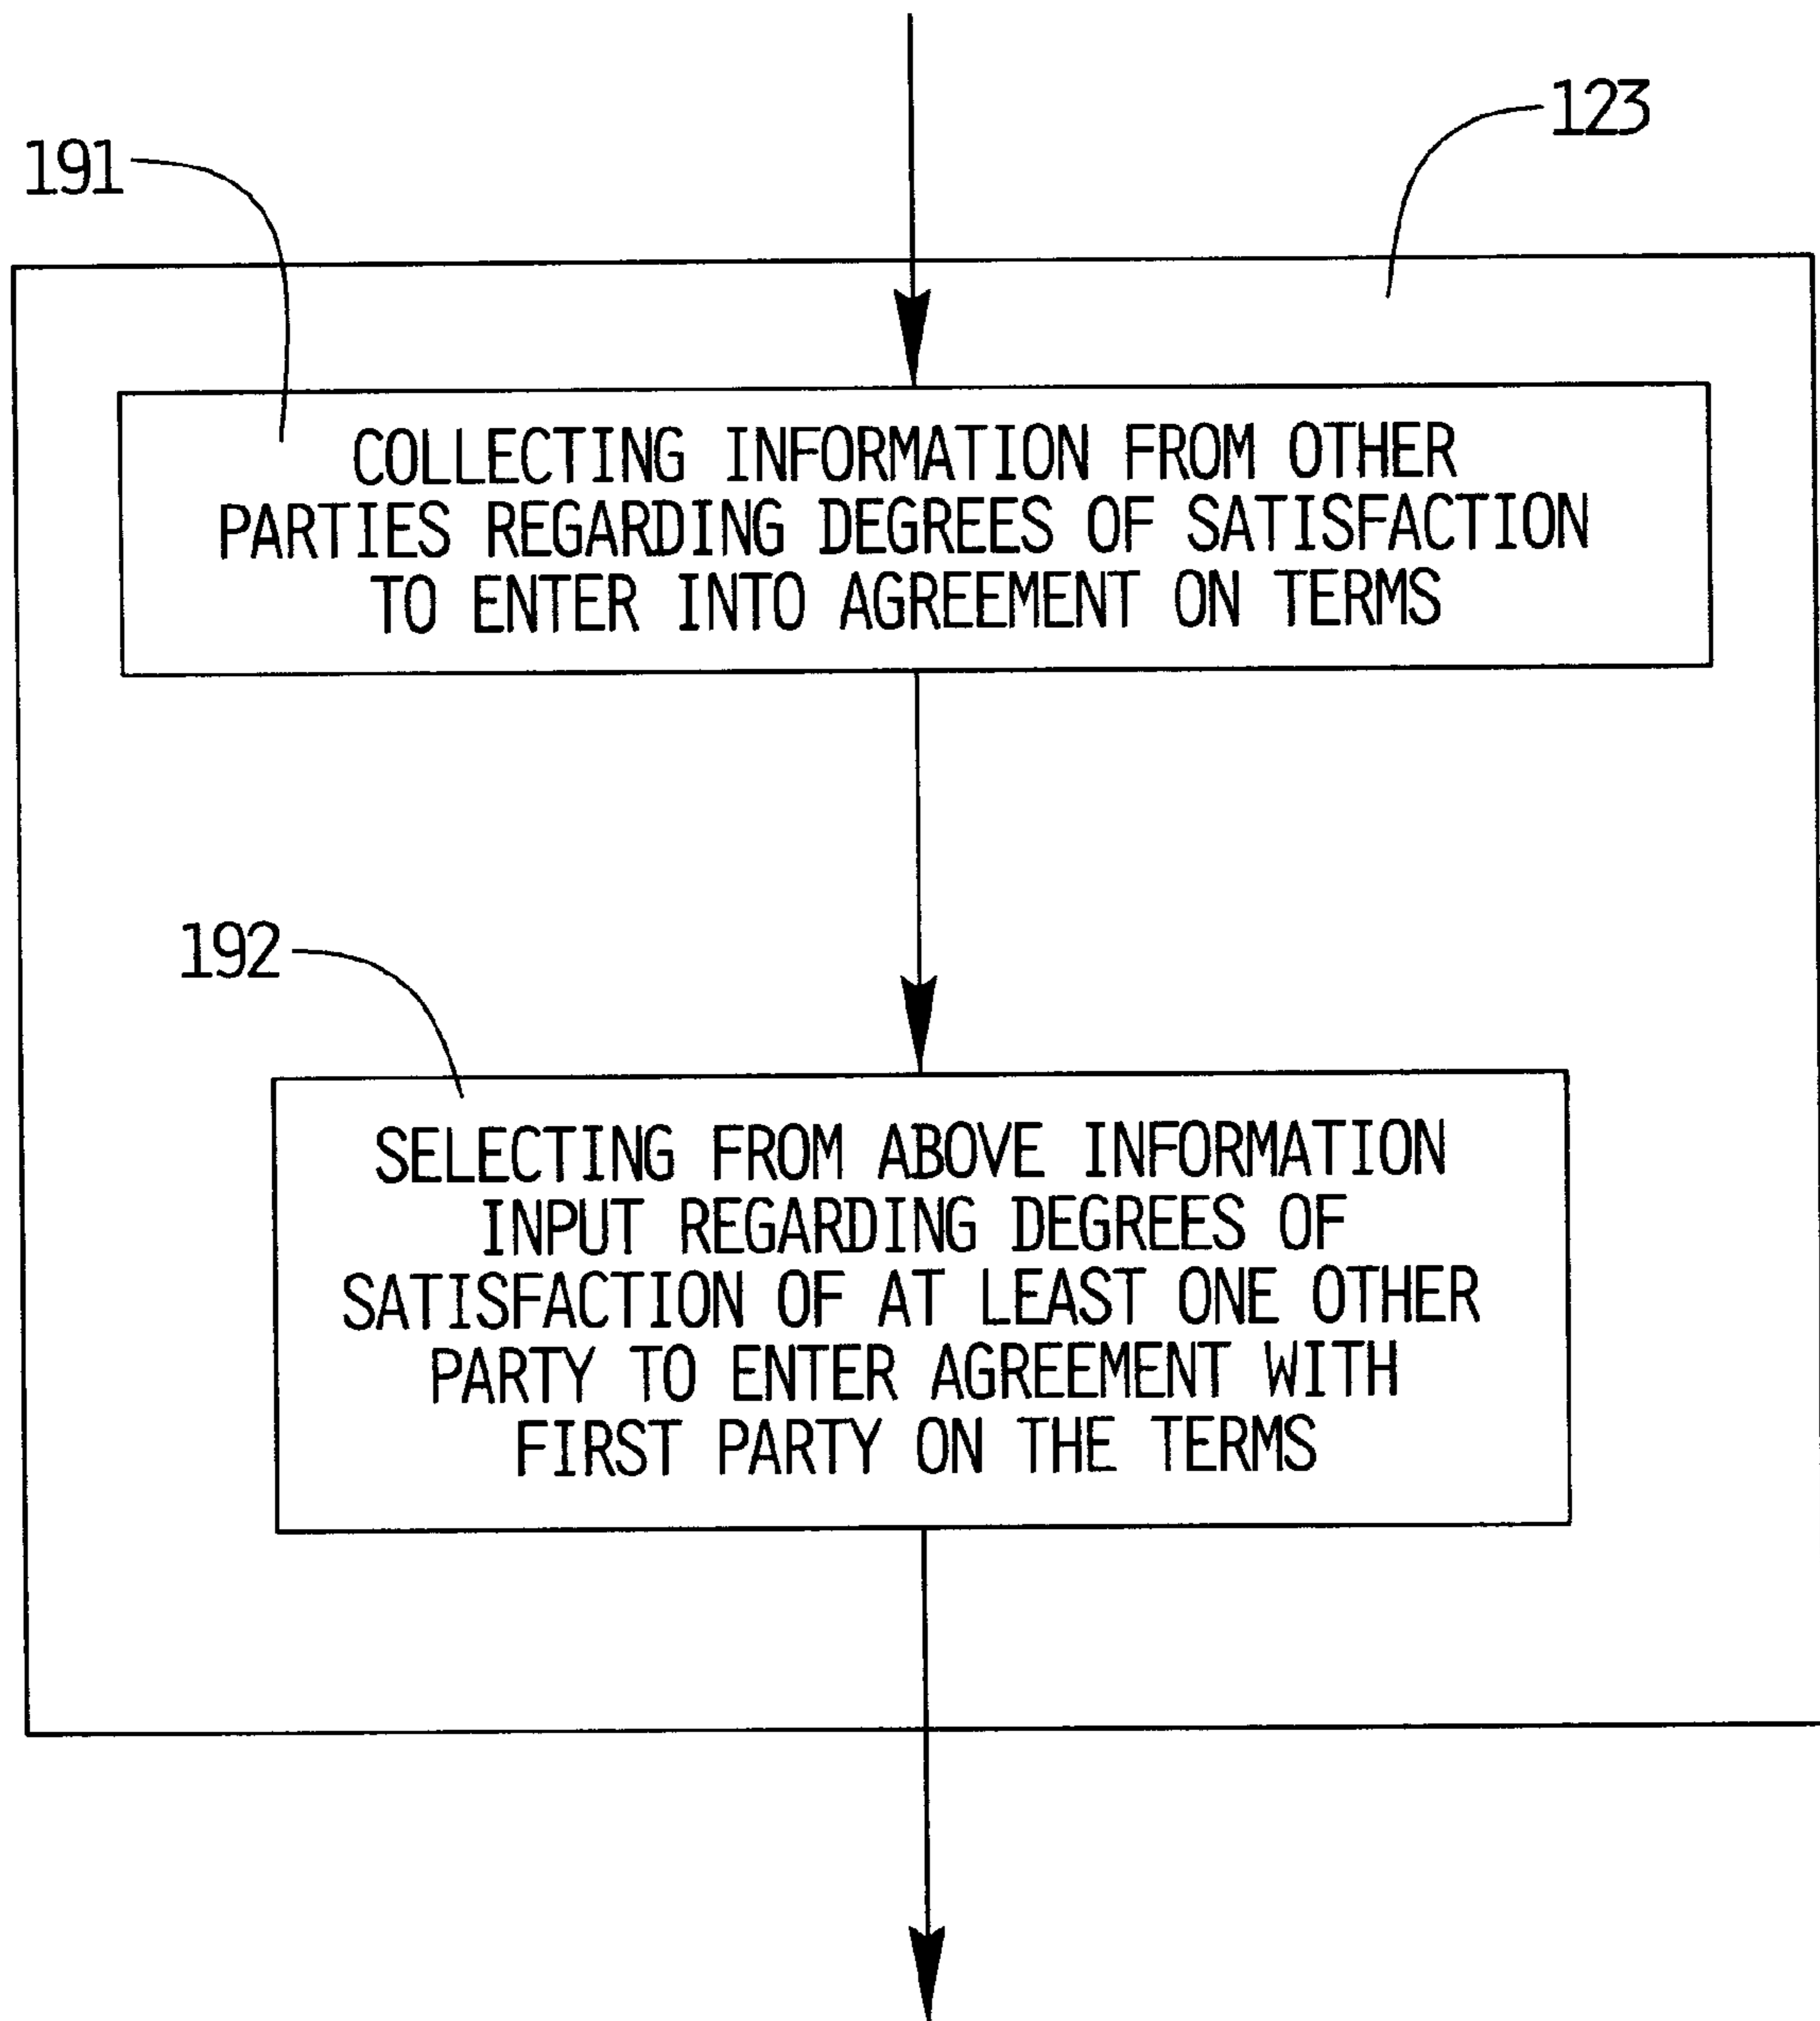 123
191
COLLECTING INFORMATION FROM OTHER
PARTIES REGARDING DEGREES OF SATISFACTION
TO ENTER INTO AGREEMENT ON TERMS
192
SELECTING FROM ABOVE INFORMATION
INPUT REGARDING DEGREES OF
SATISFACTION OF AT LEAST ONE OTHER
PARTY TO ENTER AGREEMENT WITH
FIRST PARTY ON THE TERMS